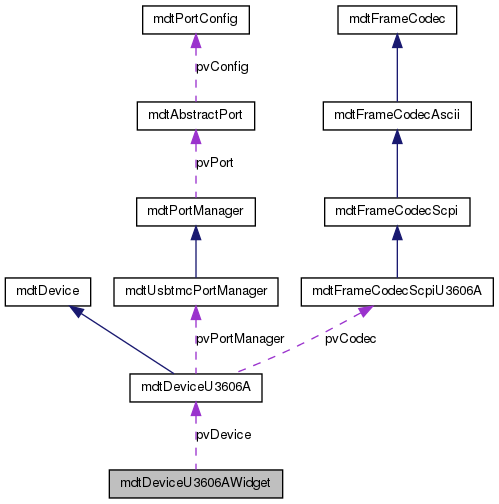 mdtPortConfig
mdtFrameCodec
pvConfig
mdtAbstractPort
mdtFrameCodecAscii
pvPort
mdtPortManager
mdtFrameCodecScpi
mdtDevice
mdtUsbtmcPortManager
mdtFrameCodecScpiU3606A
pvPortManager
pvCodec
mdtDeviceU3606A
pvDevice
mdtDeviceU3606AWidget